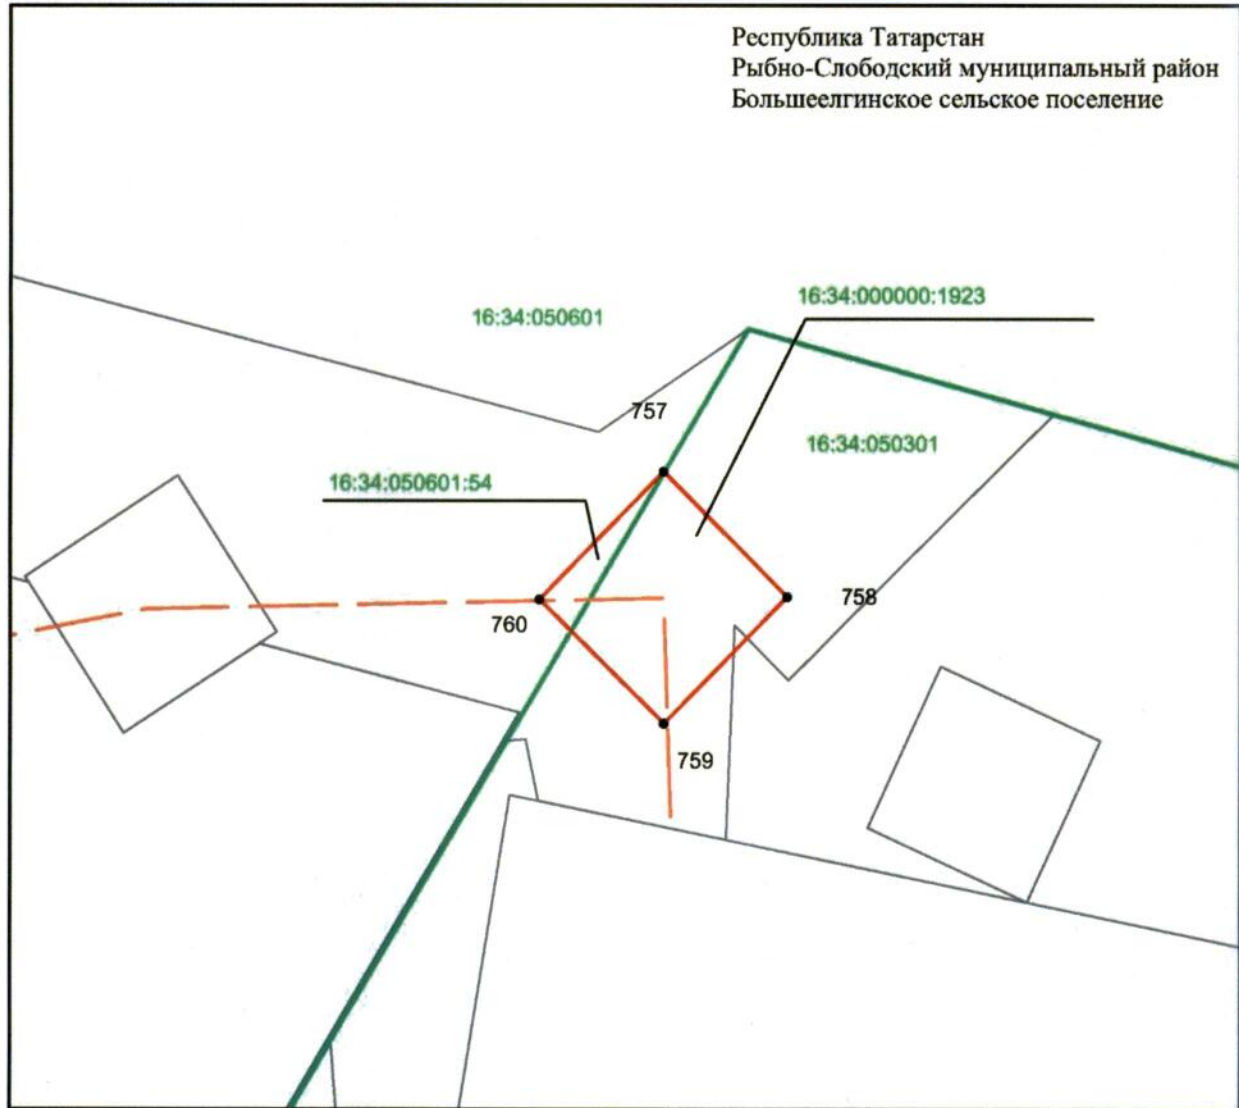 Республика Татарстан
Рыбно-Слободский муниципальный район
Большеелгинское сельское поселение
16:34:000000:1923
16:34:050601
757
16:34:050301
16:34:050601:54
758
760
759